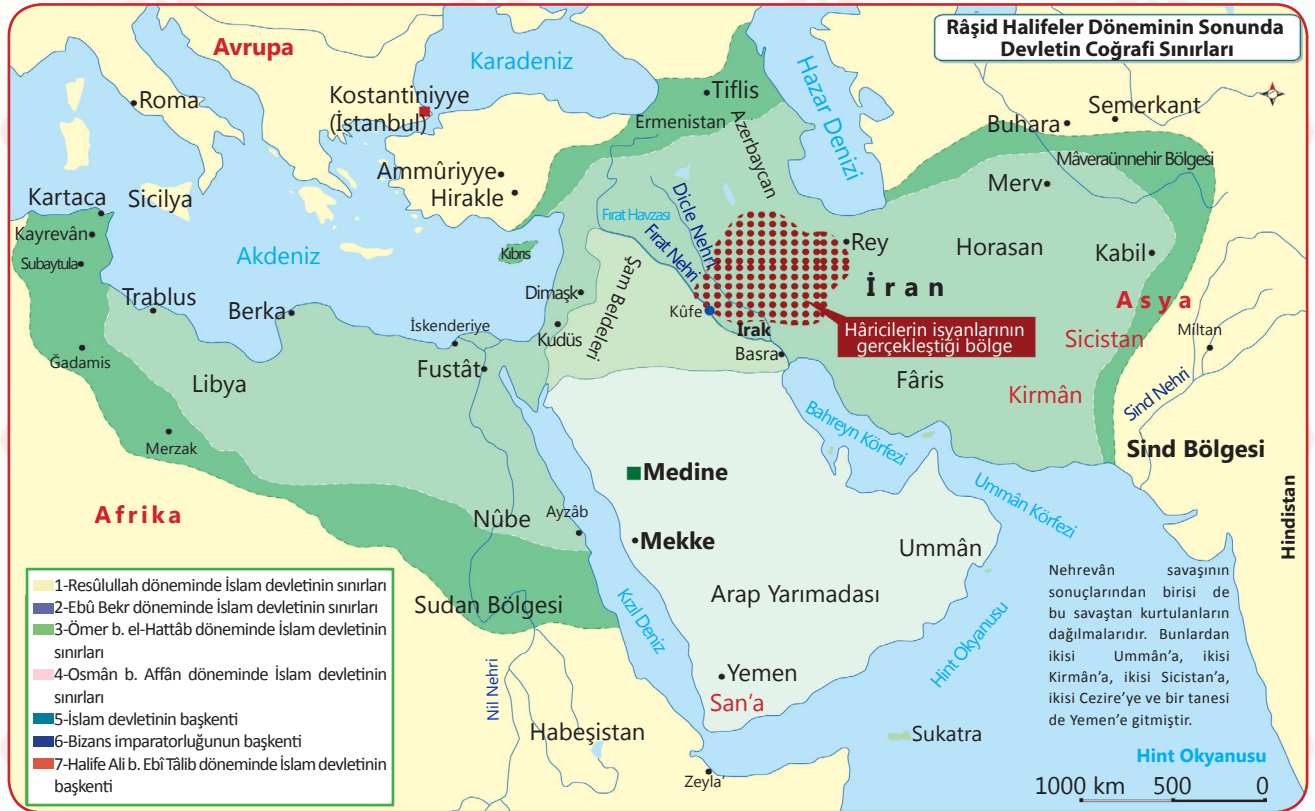 Râşid Halifeler Döneminin Sonunda
Devletin Coğrafi Sınırları
Avrupa
Karadeniz
Hazar Denizi
Roma
Kostantiniyye
(İstanbul)
Tiflis
Ermenistan
Azerbaycan
Semerkant
Buhara
Mâveraünnehir Bölgesi
Ammûriyye
Hirakle
Merv
Kartaca
Sicilya
Kayrevân
Subaytula
Akdeniz
Kıbrıs
Fırat Havzası
Dicle Nehri
Fırat Nehri
Rey
Horasan
Kabil
İran
Asya
Trablus
Berka
Dimaşk
Şam Beldeleri
Kûfe
Irak
Hâricilerin isyanlarının
gerçekleştiği bölge
Sicistan
Miltan
İskenderiye
Kudüs
Basra
Ğadamis
Libya
Fustât
Fâris
Kirmân
Sind Nehri
Merzak
Bahreyn Körfezi
Sind Bölgesi
Medine
Ummân Körfezi
Hindistan
Afrika
Nûbe
Ayzâb
Mekke
Ummân
Arap Yarımadası
Sudan Bölgesi
Kızıl Deniz
Hint Okyanusu
Yemen
San'a
Nil Nehri
Habeşistan
Zeyla'
Sukatra
Nehrevân savaşının
sonuçlarından birisi de
bu savaştan kurtulanların
dağılmalarıdır. Bunlardan
ikisi Ummân'a, ikisi
Kirmân'a, ikisi Sicistan'a,
ikisi Cezire'ye ve bir tanesi
de Yemen'e gitmiştir.
Hint Okyanusu
1000 km 500 0
1-Resûlullah döneminde İslam devletinin sınırları
2-Ebû Bekr döneminde İslam devletinin sınırları
3-Ömer b. el-Hattâb döneminde İslam devletinin
sınırları
4-Osmân b. Affân döneminde İslam devletinin
sınırları
5-İslam devletinin başkenti
6-Bizans imparatorluğunun başkenti
7-Halife Ali b. Ebî Tâlib döneminde İslam devletinin
başkenti